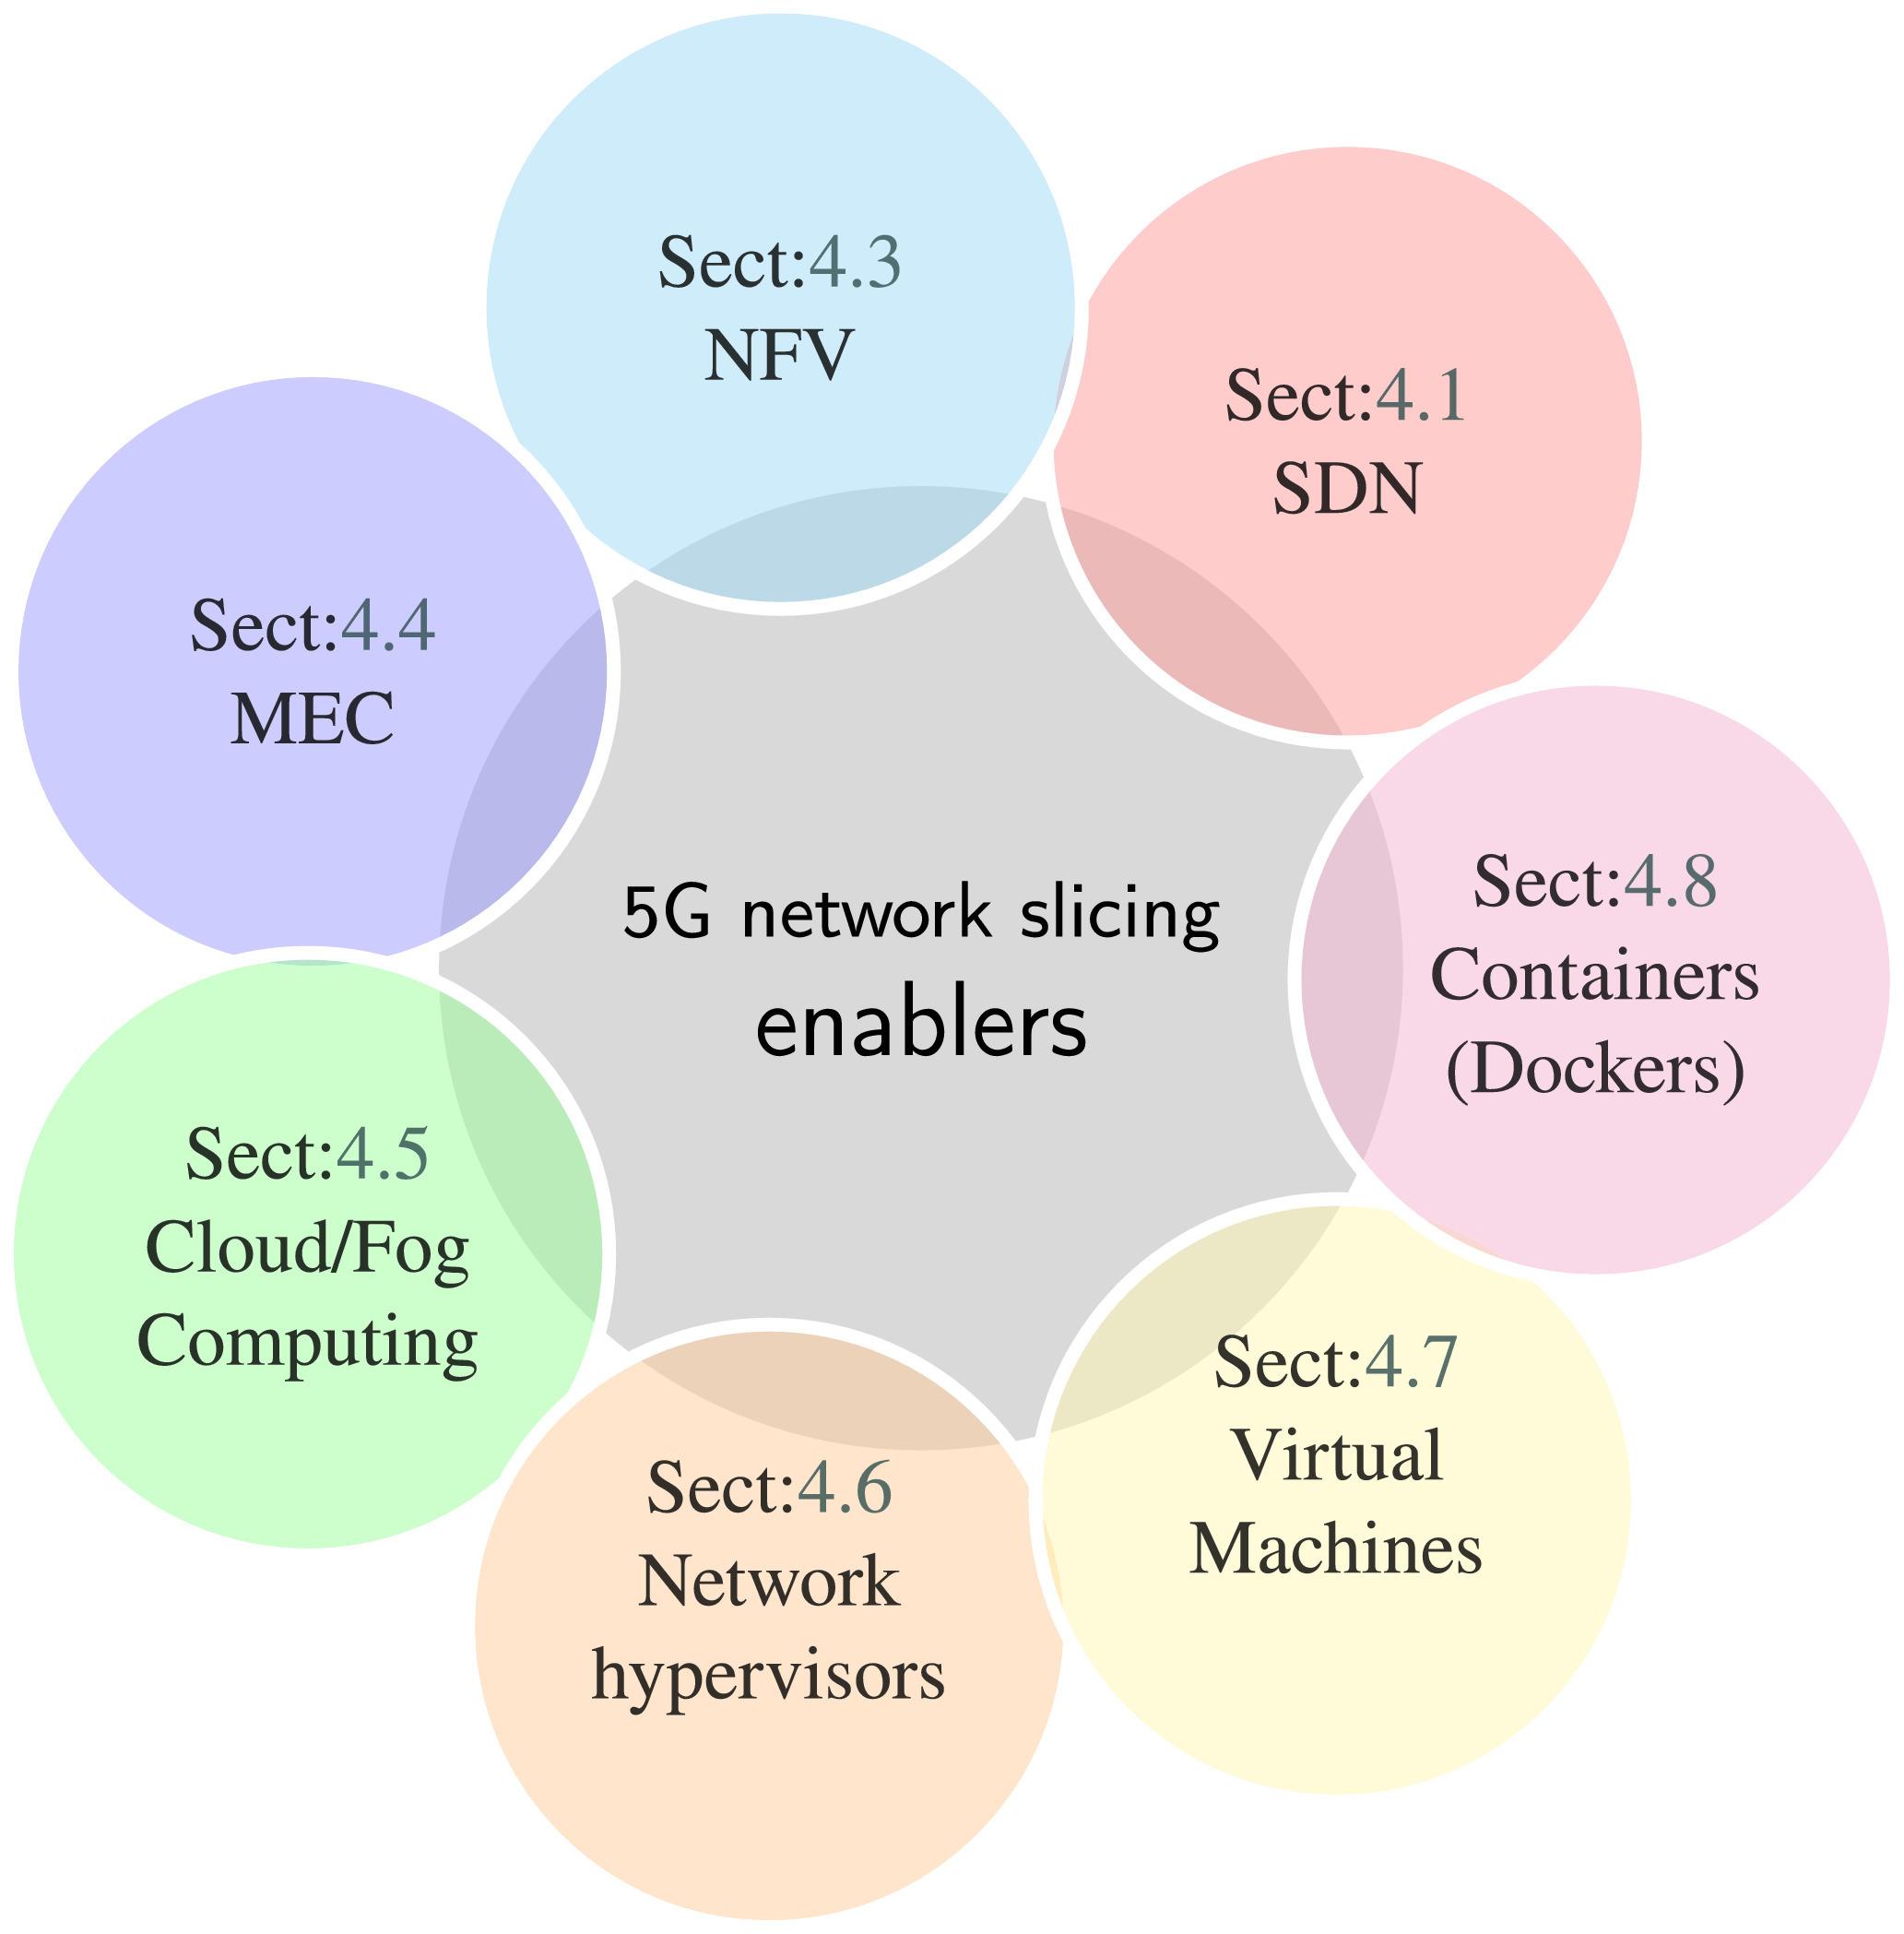 Sect:4.3
NFV
Sect:4.1
SDN
Sect:4.4
MEC
5G network slicing
enablers
Sect:4.8
Containers
(Dockers)
Sect:4.5
Cloud/Fog
Computing
Sect:4.7
Virtual
Machines
Sect:4.6
Network
hypervisors